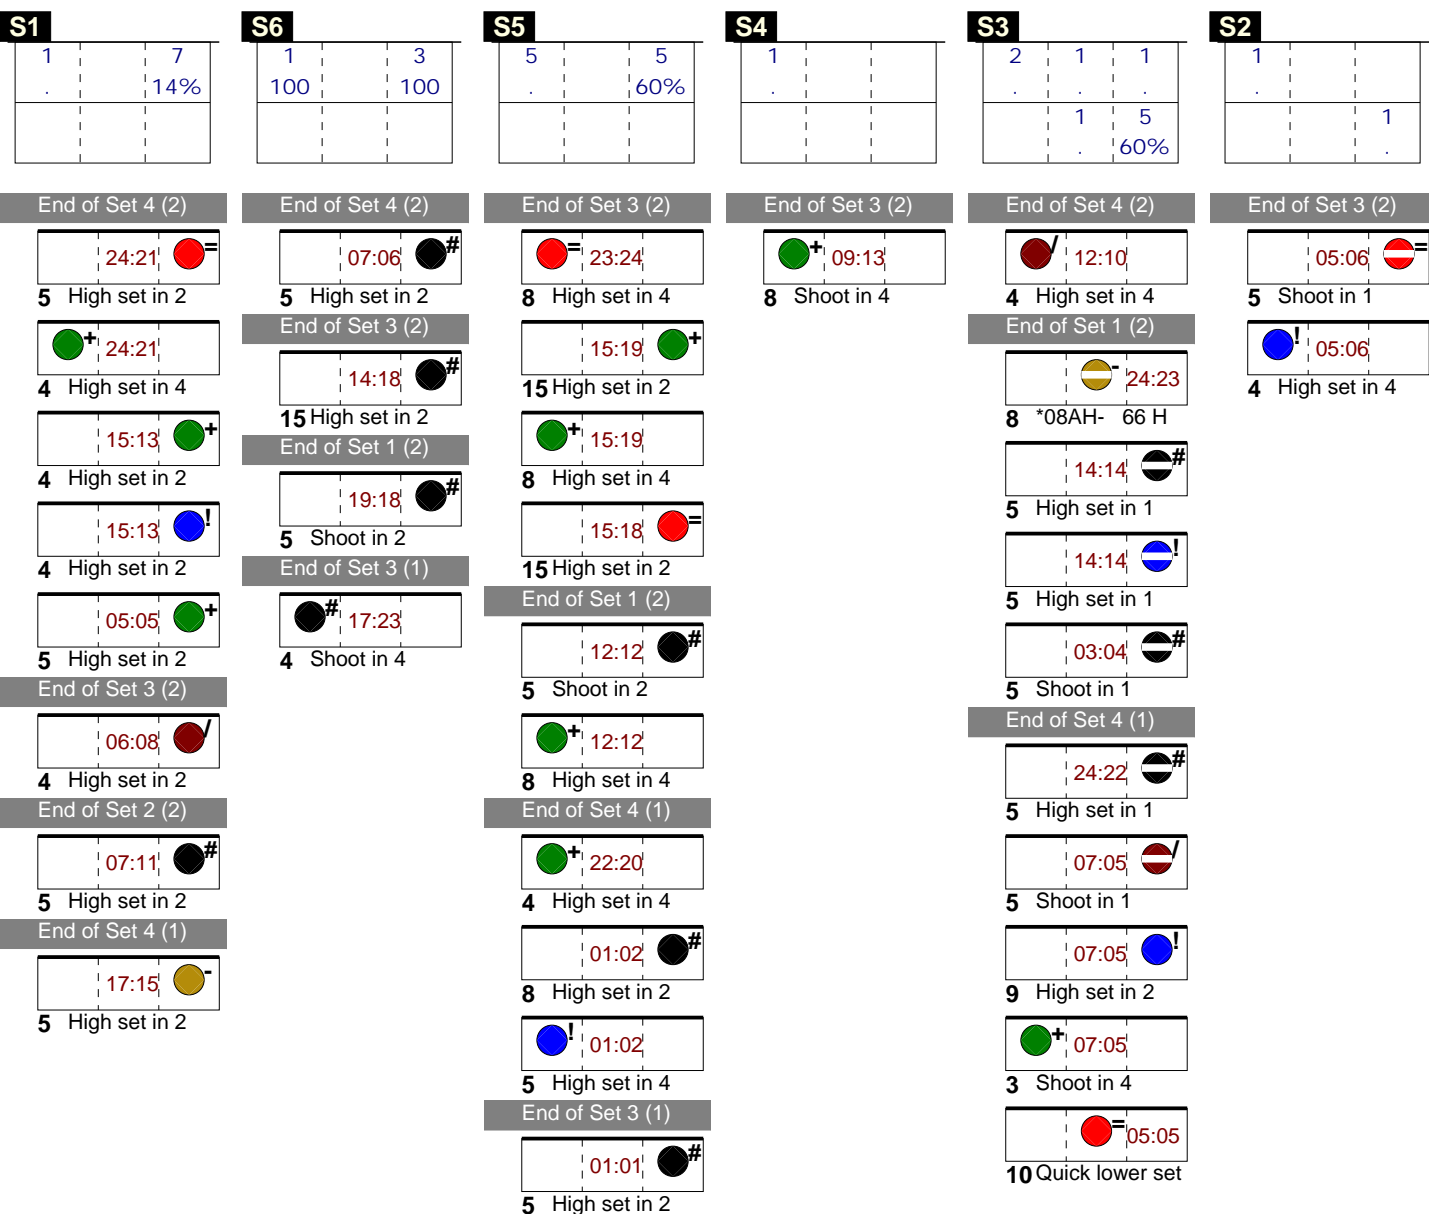 S1
1 7
. 14%
End of Set 4 (2)
24:21 =
5 High set in 2
+ 24:21
4 High set in 4
15:13 +
4 High set in 2
15:13 !
4 High set in 2
05:05 +
5 High set in 2
End of Set 3 (2)
06:08 /
4 High set in 2
End of Set 2 (2)
07:11 #
5 High set in 2
End of Set 4 (1)
17:15 -
5 High set in 2
S6
1 3
100 100
End of Set 4 (2)
07:06 #
5 High set in 2
End of Set 3 (2)
14:18 #
15 High set in 2
End of Set 1 (2)
19:18 #
5 Shoot in 2
End of Set 3 (1)
# 17:23
4 Shoot in 4
S5
5 5
. 60%
End of Set 3 (2)
= 23:24
8 High set in 4
15:19 +
15 High set in 2
+ 15:19
8 High set in 4
15:18 =
15 High set in 2
End of Set 1 (2)
12:12 #
5 Shoot in 2
+ 12:12
8 High set in 4
End of Set 4 (1)
+ 22:20
4 High set in 4
01:02 #
8 High set in 2
! 01:02
5 High set in 4
End of Set 3 (1)
01:01 #
5 High set in 2
S4
1
.
End of Set 3 (2)
+ 09:13
8 Shoot in 4
S3
2 1 1
. . .
1 5
. 60%
End of Set 4 (2)
/ 12:10
4 High set in 4
End of Set 1 (2)
- 24:23
8 *08AH- 66 H
14:14 #
5 High set in 1
14:14 !
5 High set in 1
03:04 #
5 Shoot in 1
End of Set 4 (1)
24:22 #
5 High set in 1
07:05 /
5 Shoot in 1
07:05 !
9 High set in 2
+ 07:05
3 Shoot in 4
= 05:05
10 Quick lower set
S2
1
.
1
.
End of Set 3 (2)
05:06 =
5 Shoot in 1
! 05:06
4 High set in 4